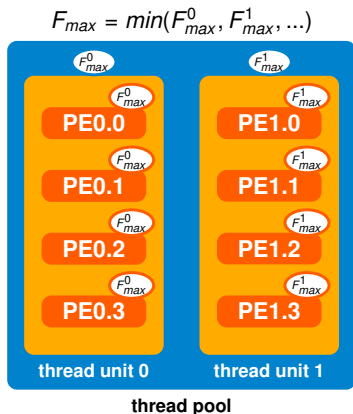 F_max = min(F^0_max, F^1_max, ...)
F^0_max F^1_max
F^0_max F^1_max
PE0.0 PE1.0
F^0_max F^1_max
PE0.1 PE1.1
F^0_max F^1_max
PE0.2 PE1.2
F^0_max F^1_max
PE0.3 PE1.3
thread unit 0 thread unit 1
thread pool